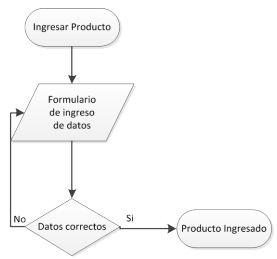 Ingresar Producto
Formulario
de ingreso
de datos
No
Datos correctos
Si
Producto Ingresado